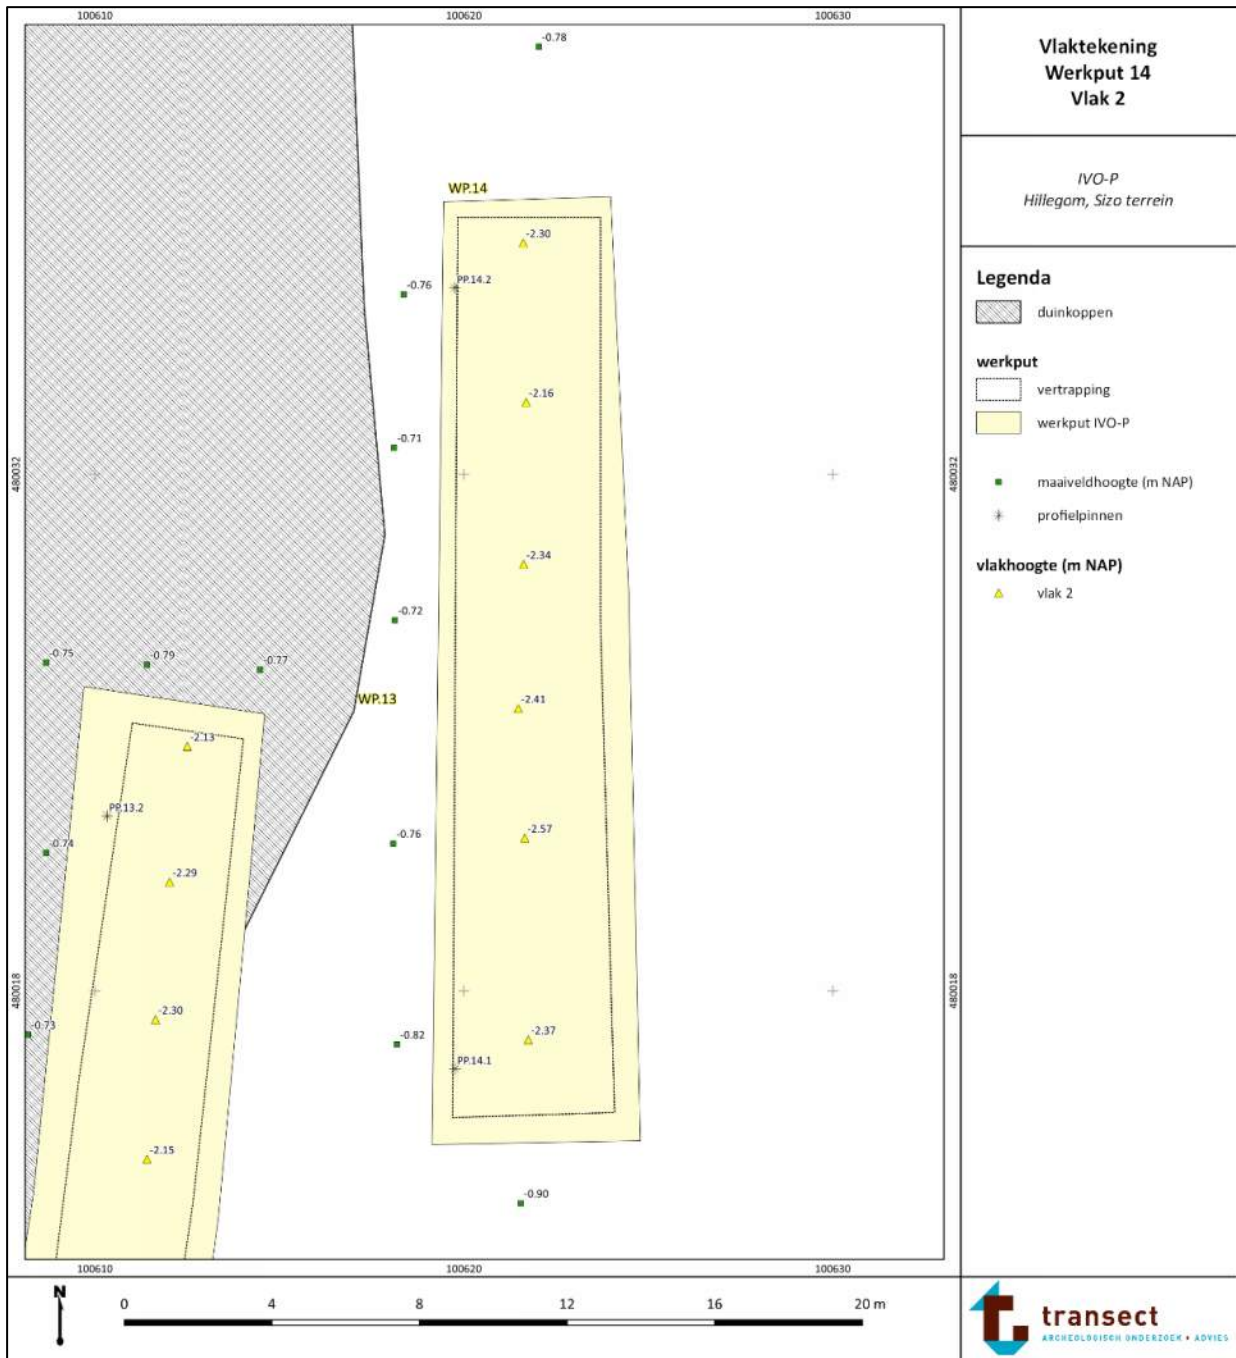 100610 100620 100630
-0.78
WP.14
-2.30
PP.14.2
-0.76
-2.16
-0.71
480032 480032
-2.34
-0.72
-0.75 -0.79 -0.77
WP.13
-2.41
-2.13
PP.13.2
-0.74
-0.76
-2.57
-2.29
480018 480018
-2.30
-0.73
-0.82
-2.37
PP.14.1
-2.15
-0.90
100610 100620 100630
N
0 4 8 12 16 20 m
Vlaktekening
Werkput 14
Vlak 2
IVO-P
Hillegom, Sizo terrein
Legenda
duinkoppen
werkput
vertrapping
werkput IVO-P
maaiveldhoogte (m NAP)
profielpinnen
vlakhoogte (m NAP)
vlak 2
transect
ARCHEOLOGISCH ONDERZOEK • ADVIES